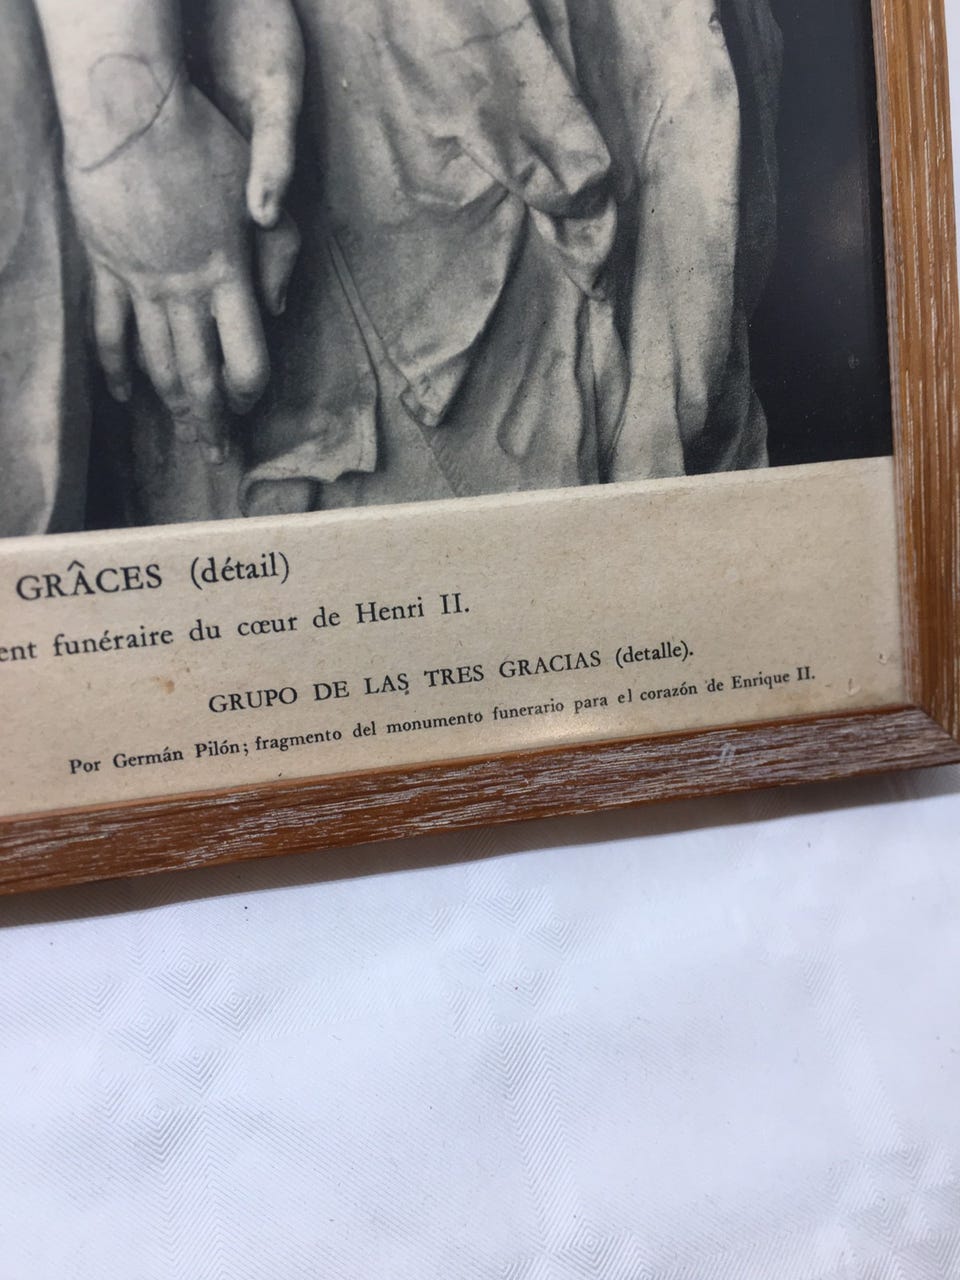 GRÂCES (détail)
funéraire du cœur de Henri II.
GRUPO DE LAS TRES GRACIAS (detalle).
Por Germán Pilón; fragmento del monumento funerario para el corazón de Enrique II.